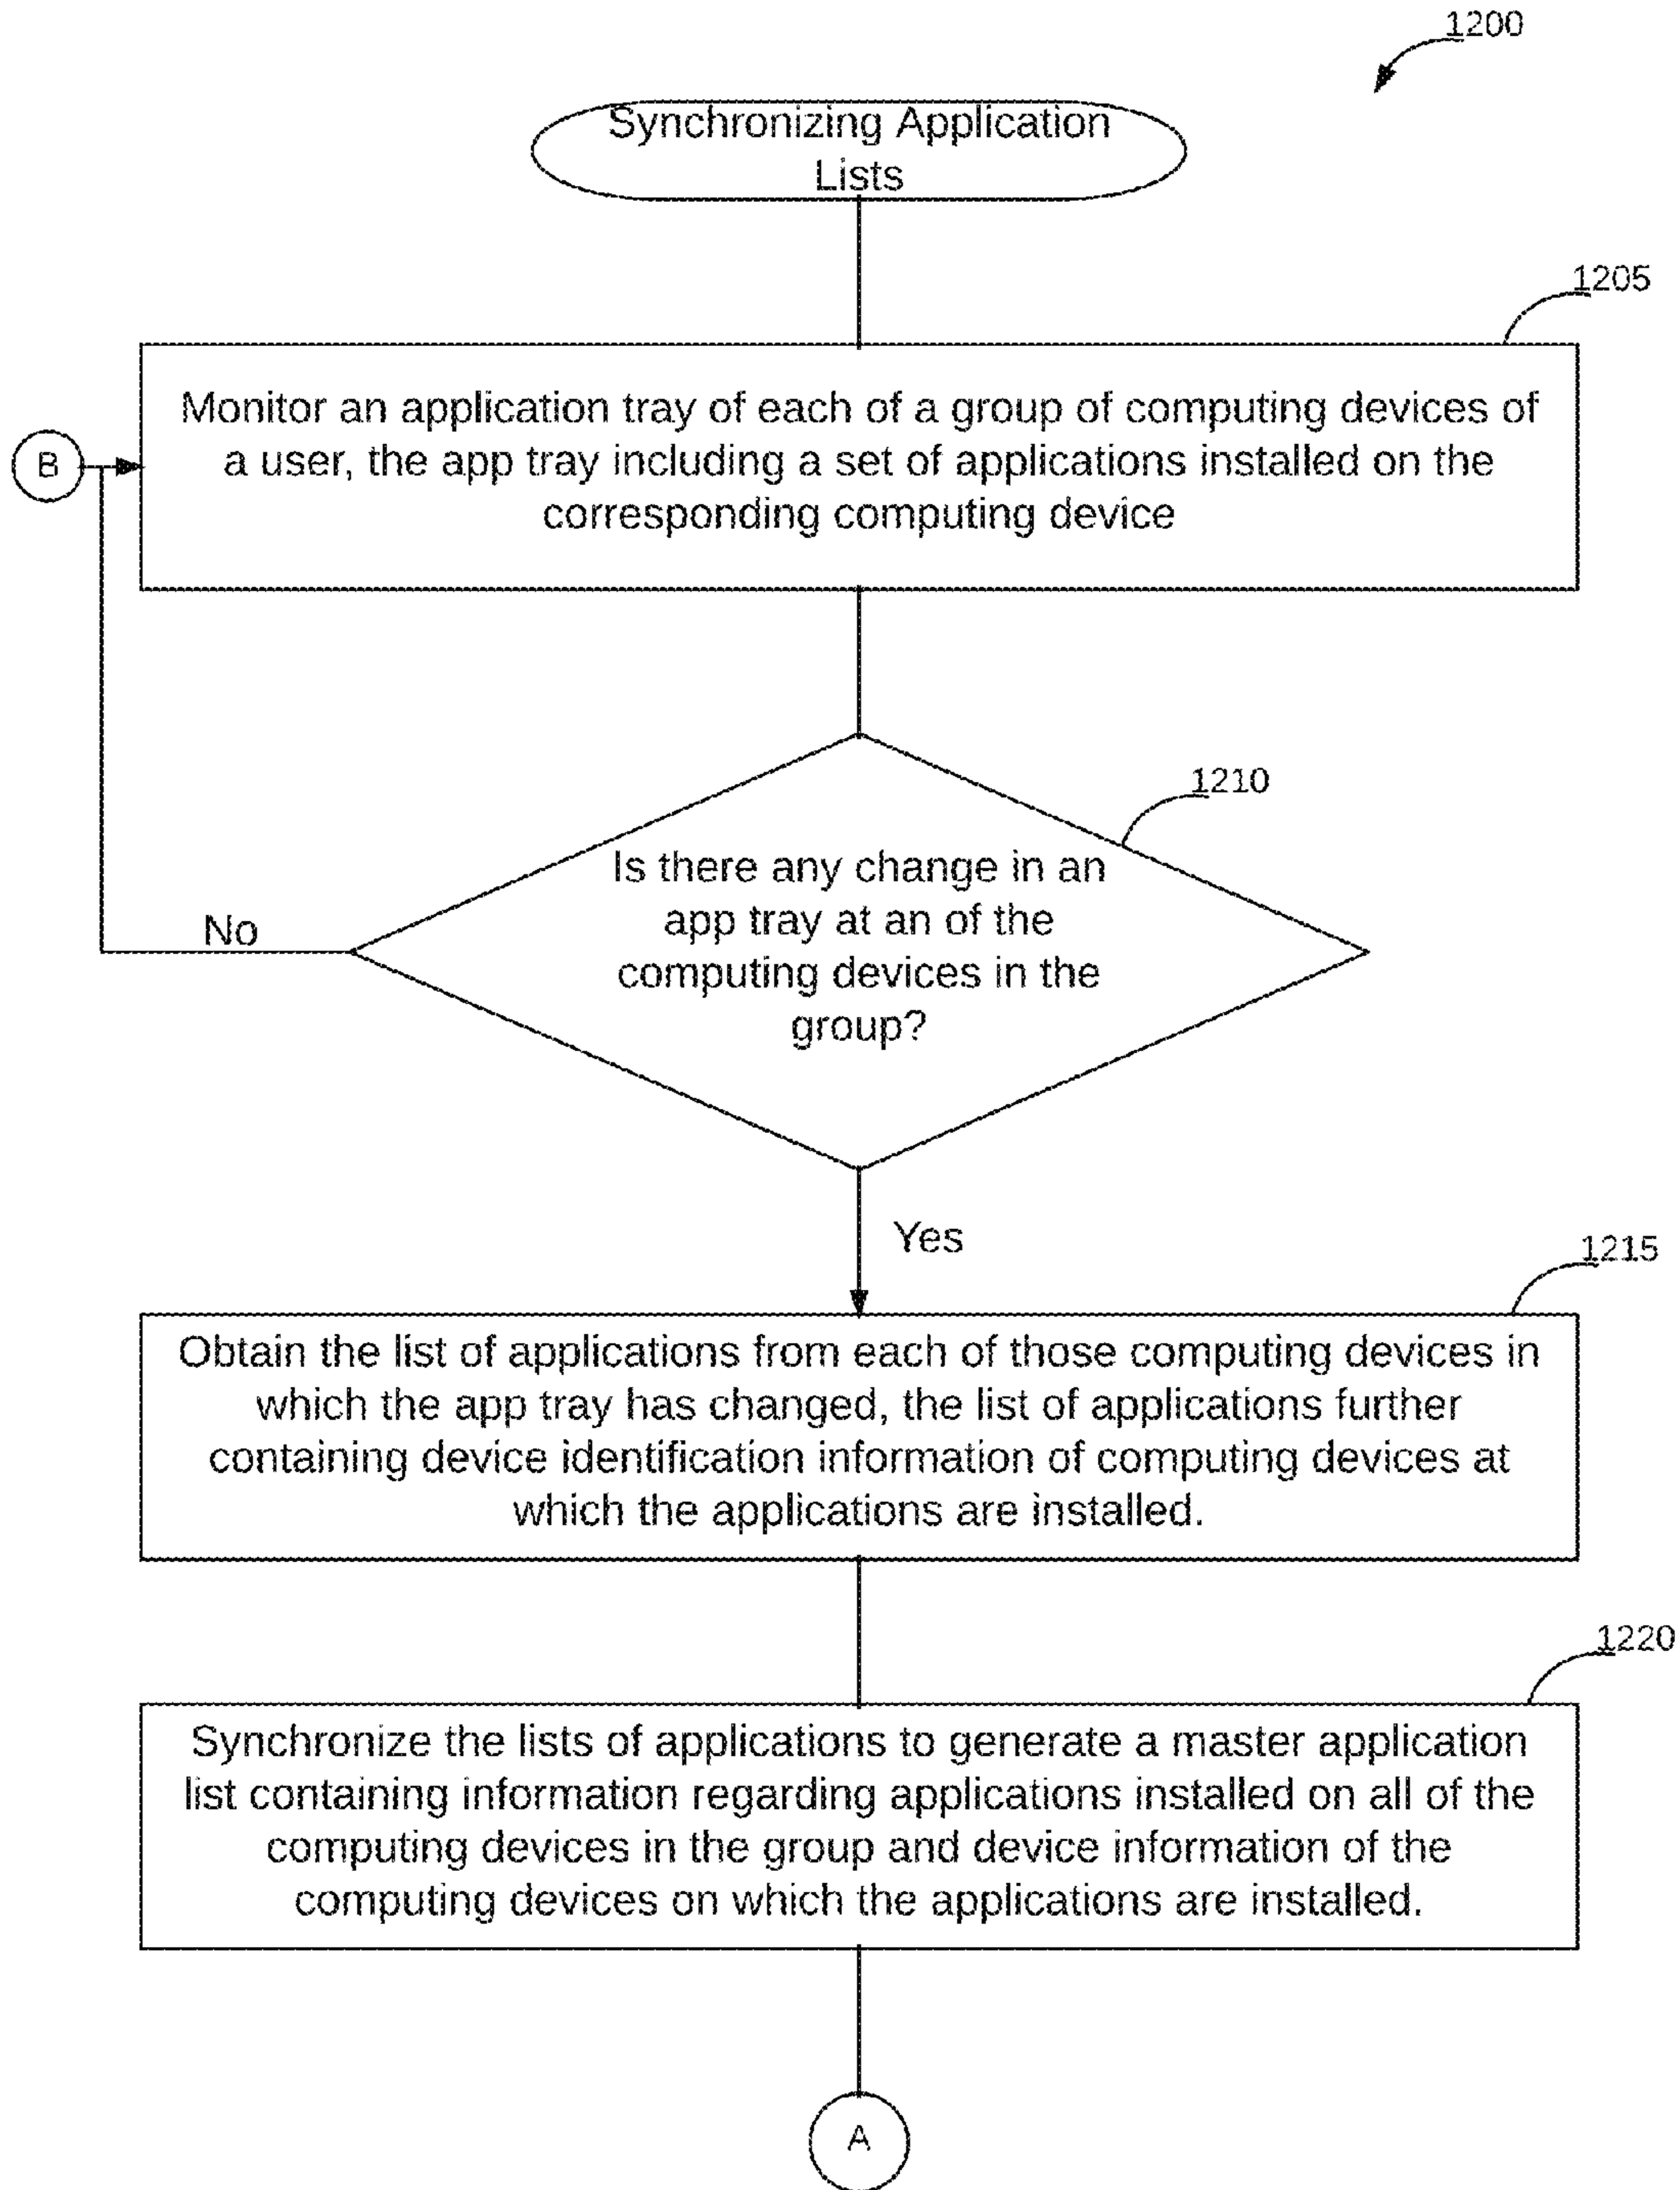 1200
Synchronizing Application
Lists
1205
Monitor an application tray of each of a group of computing devices of
a user, the app tray including a set of applications installed on the
corresponding computing device
B
1210
Is there any change in an
app tray at an of the
computing devices in the
group?
No
Yes
1215
Obtain the list of applications from each of those computing devices in
which the app tray has changed, the list of applications further
containing device identification information of computing devices at
which the applications are installed.
1220
Synchronize the lists of applications to generate a master application
list containing information regarding applications installed on all of the
computing devices in the group and device information of the
computing devices on which the applications are installed.
A